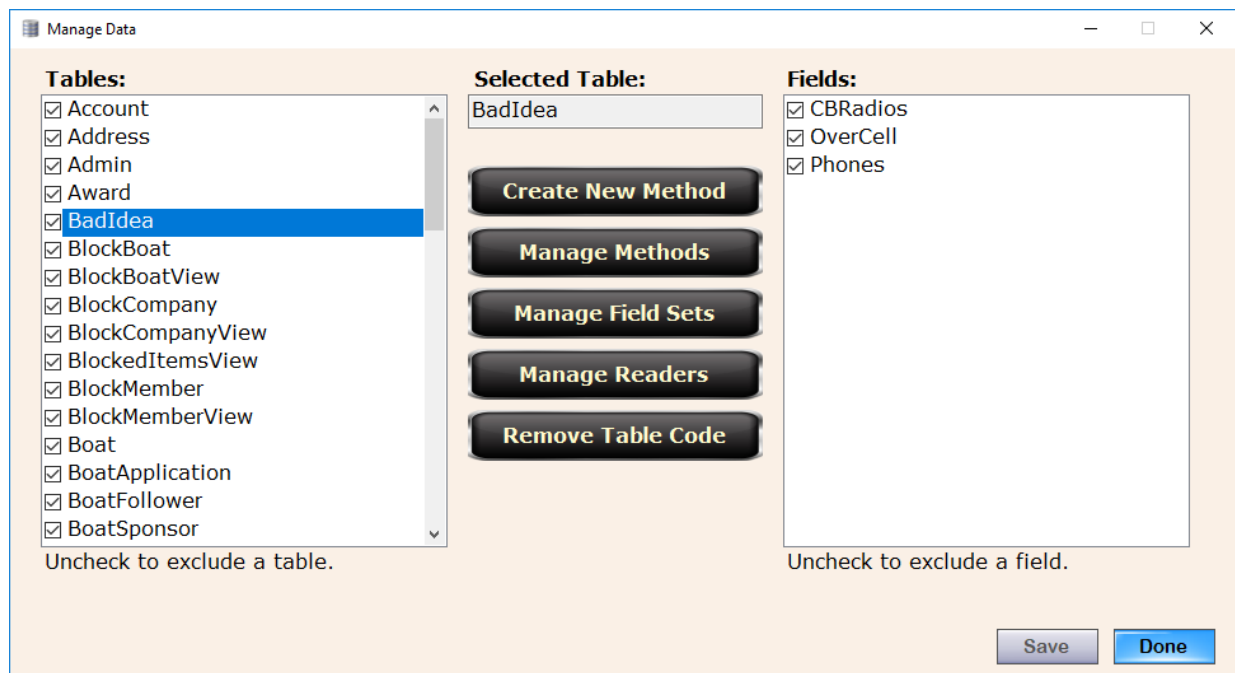 Manage Data
Tables:
Account
Address
Admin
Award
BadIdea
BlockBoat
BlockBoatView
BlockCompany
BlockCompanyView
BlockedItemsView
BlockMember
BlockMemberView
Boat
BoatApplication
BoatFollower
BoatSponsor
Uncheck to exclude a table.
Selected Table:
BadIdea
Create New Method
Manage Methods
Manage Field Sets
Manage Readers
Remove Table Code
Fields:
CBRadios
OverCell
Phones
Uncheck to exclude a field.
Save
Done